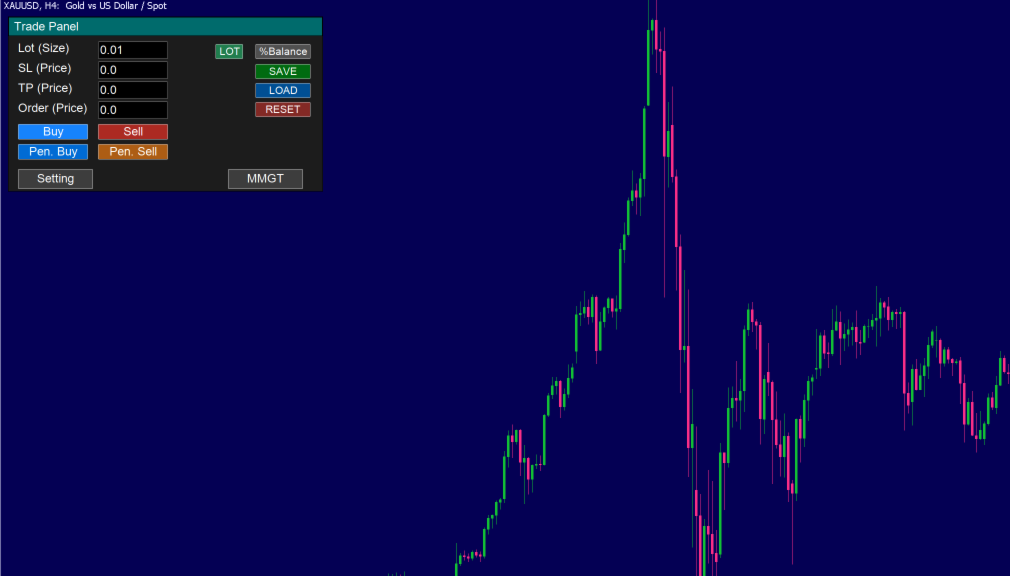 XAUUSD, H4: Gold vs US Dollar / Spot
Trade Panel
Lot (Size) 0.01 LOT %Balance
SL (Price) 0.0 SAVE
TP (Price) 0.0 LOAD
Order (Price) 0.0 RESET
Buy Sell
Pen. Buy Pen. Sell
Setting MMGT